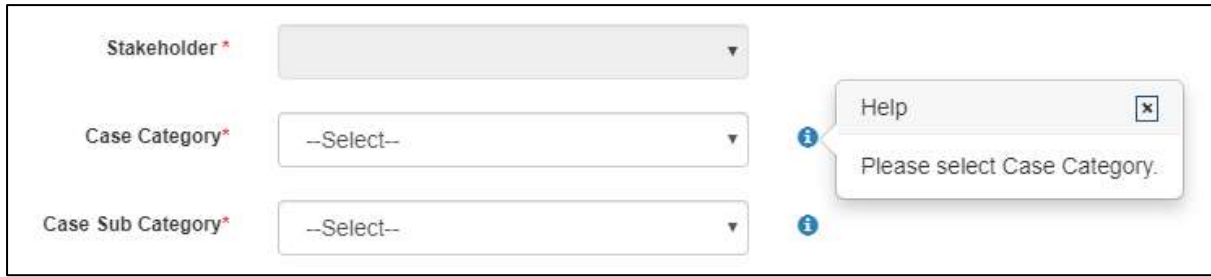 Stakeholder *
Case Category*
--Select--
Help
Please select Case Category.
Case Sub Category*
--Select--